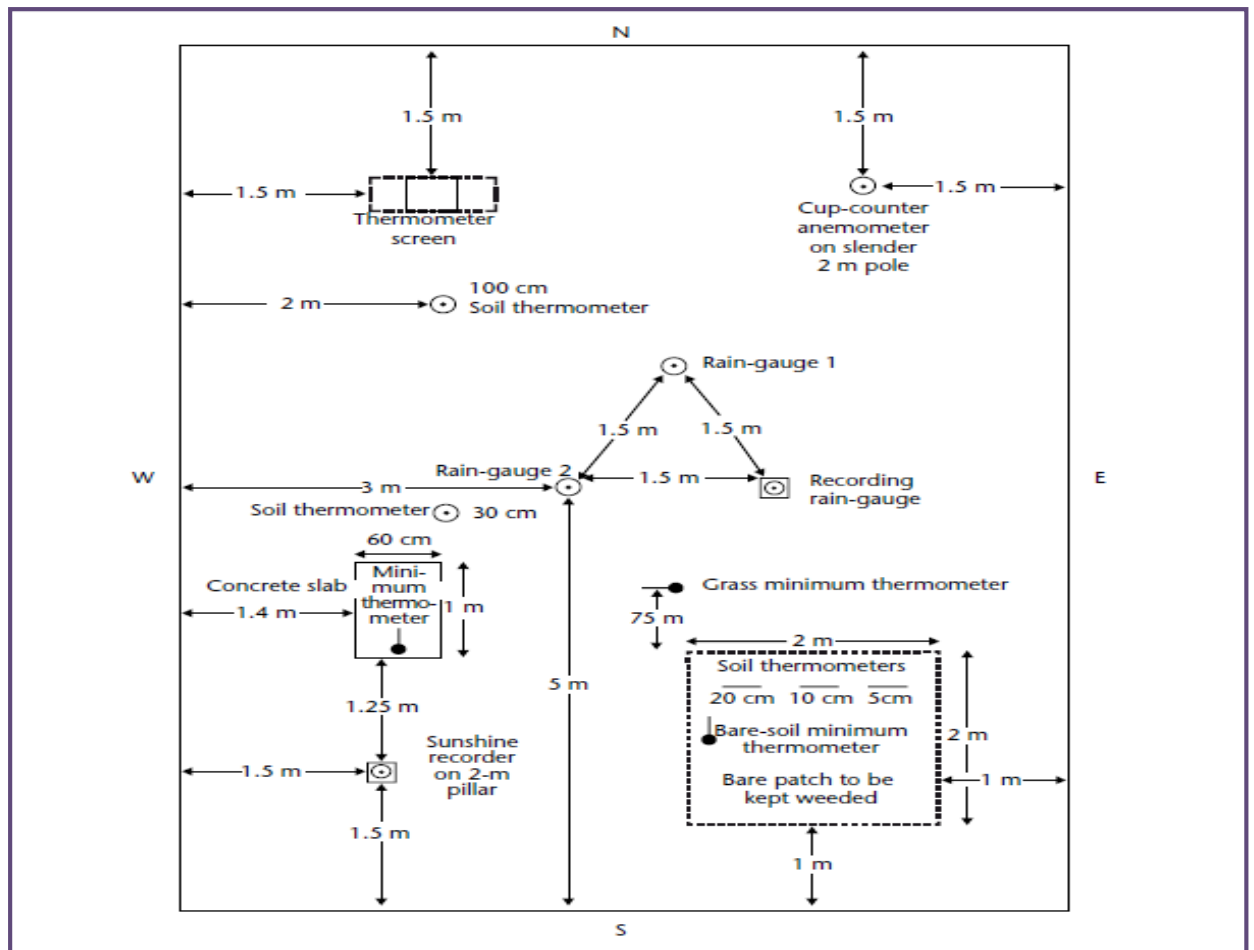 N
1.5 m
1.5 m
1.5 m
1.5 m
Thermometer
screen
Cup-counter
anemometer
on slender
2 m pole
2 m
100 cm
Soil thermometer
Rain-gauge 1
1.5 m
1.5 m
W
Rain-gauge 2
1.5 m
E
3 m
Recording
rain-gauge
Soil thermometer
30 cm
60 cm
Concrete slab
Mini-
mum
thermo-
meter
1 m
1.4 m
Grass minimum thermometer
75 m
2 m
Soil thermometers
20 cm 10 cm 5cm
5 m
1.25 m
Bare-soil minimum
thermometer
2 m
Sunshine
recorder
on 2-m
pillar
1.5 m
Bare patch to be
kept weeded
1 m
1.5 m
1 m
S